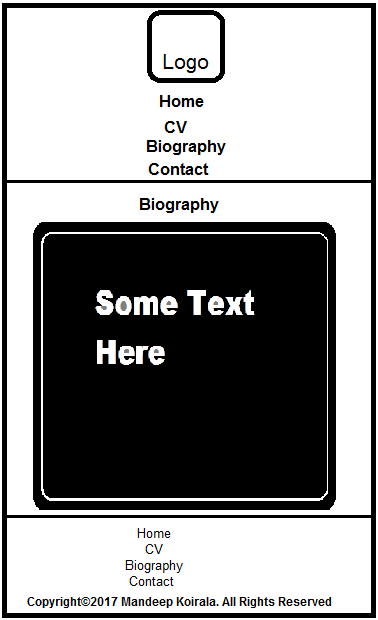 Logo
Home
CV
Biography
Contact
Biography
Some Text
Here
Home
CV
Biography
Contact
Copyright©2017 Mandeep Koirala. All Rights Reserved